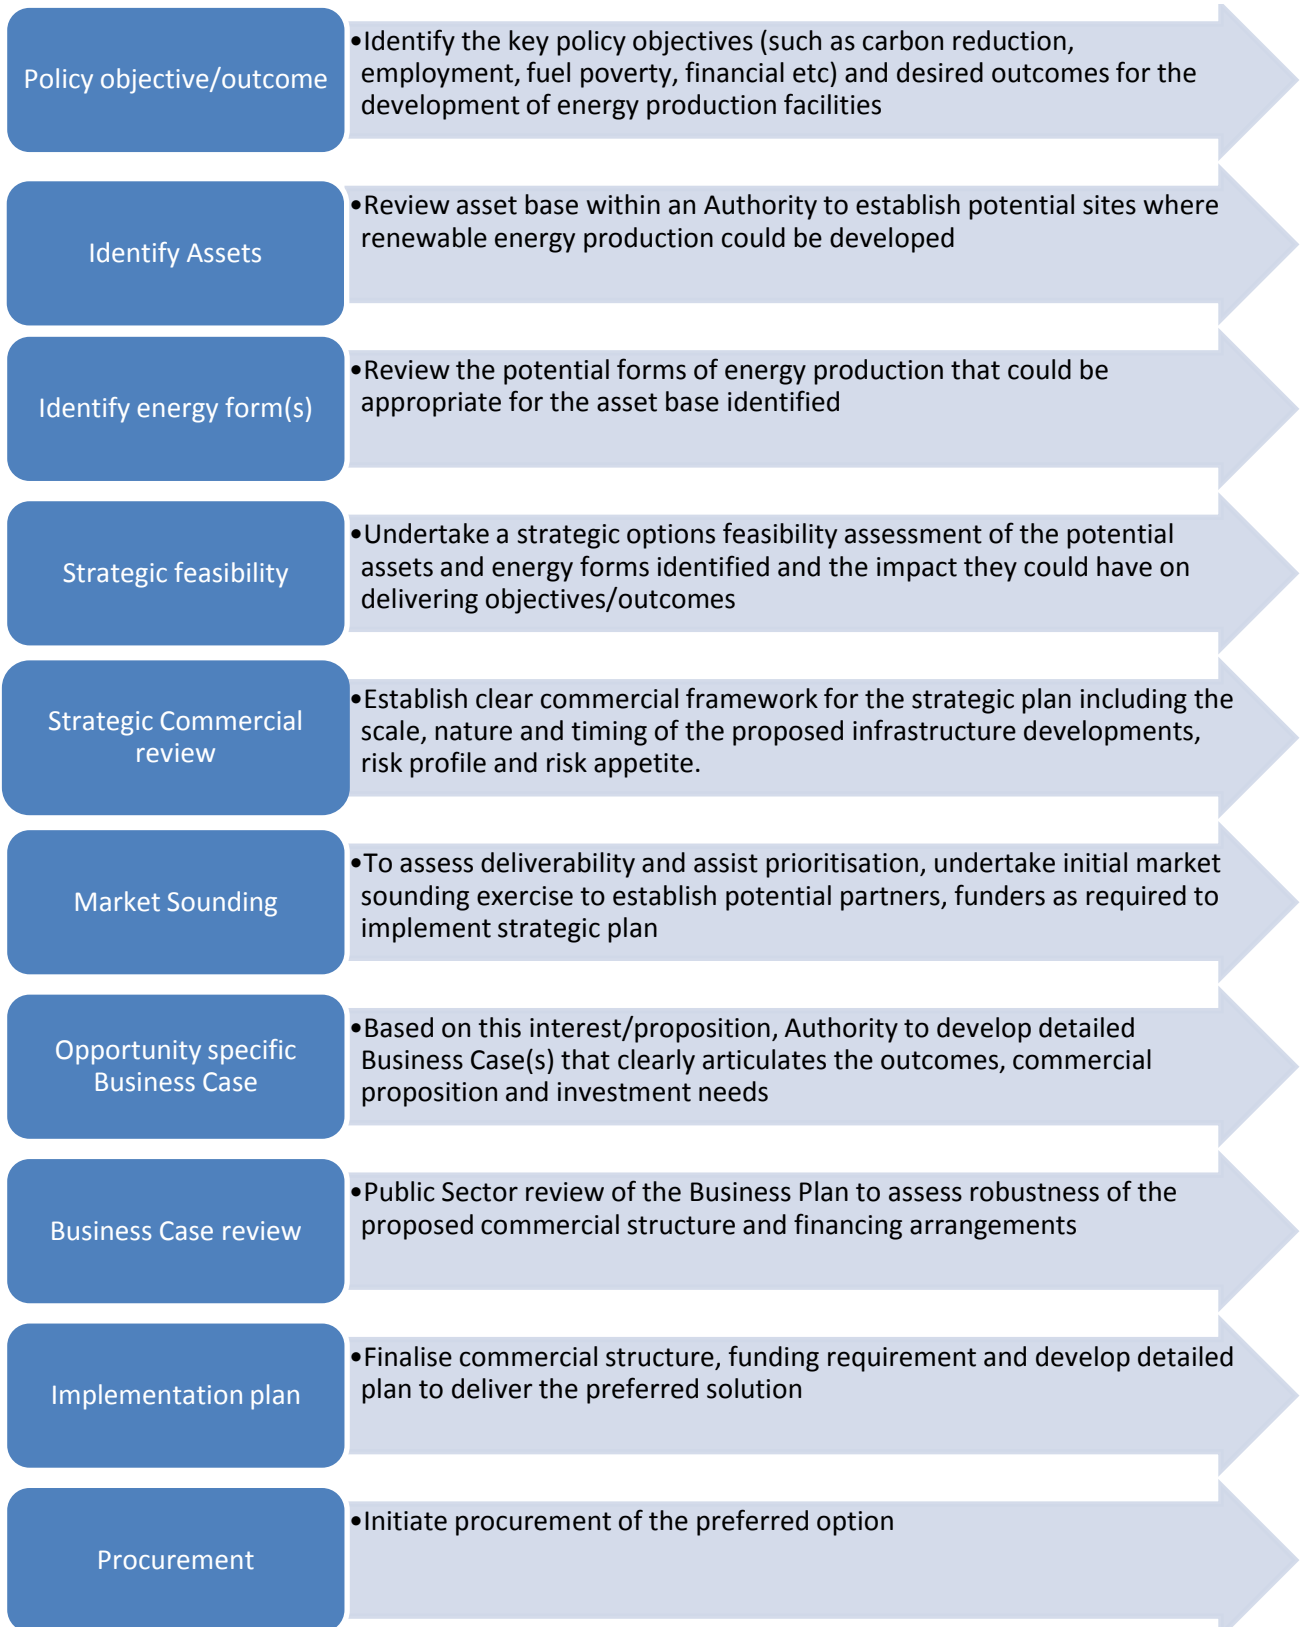 Policy objective/outcome
•Identify the key policy objectives (such as carbon reduction,
employment, fuel poverty, financial etc) and desired outcomes for the
development of energy production facilities
Identify Assets
•Review asset base within an Authority to establish potential sites where
renewable energy production could be developed
Identify energy form(s)
•Review the potential forms of energy production that could be
appropriate for the asset base identified
Strategic feasibility
•Undertake a strategic options feasibility assessment of the potential
assets and energy forms identified and the impact they could have on
delivering objectives/outcomes
Strategic Commercial
review
•Establish clear commercial framework for the strategic plan including the
scale, nature and timing of the proposed infrastructure developments,
risk profile and risk appetite.
Market Sounding
•To assess deliverability and assist prioritisation, undertake initial market
sounding exercise to establish potential partners, funders as required to
implement strategic plan
Opportunity specific
Business Case
•Based on this interest/proposition, Authority to develop detailed
Business Case(s) that clearly articulates the outcomes, commercial
proposition and investment needs
Business Case review
•Public Sector review of the Business Plan to assess robustness of the
proposed commercial structure and financing arrangements
Implementation plan
•Finalise commercial structure, funding requirement and develop detailed
plan to deliver the preferred solution
Procurement
•Initiate procurement of the preferred option